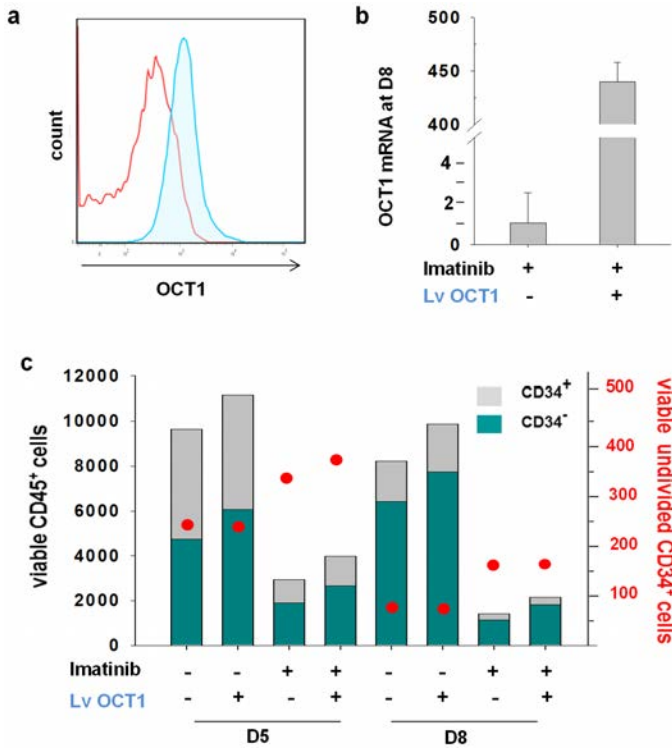 a
count
OCT1
b
OCT1 mRNA at D8
490
450
400
4
2
0
Imatinib + +
Lv OCT1 - +
c
viable CD45+ cells
12000
10000
8000
6000
4000
2000
0
CD34+
CD34-
500
400
300
200
100
viable undivided CD34+ cells
Imatinib - - + + - - + +
Lv OCT1 - + - + - + - +
D5 D8